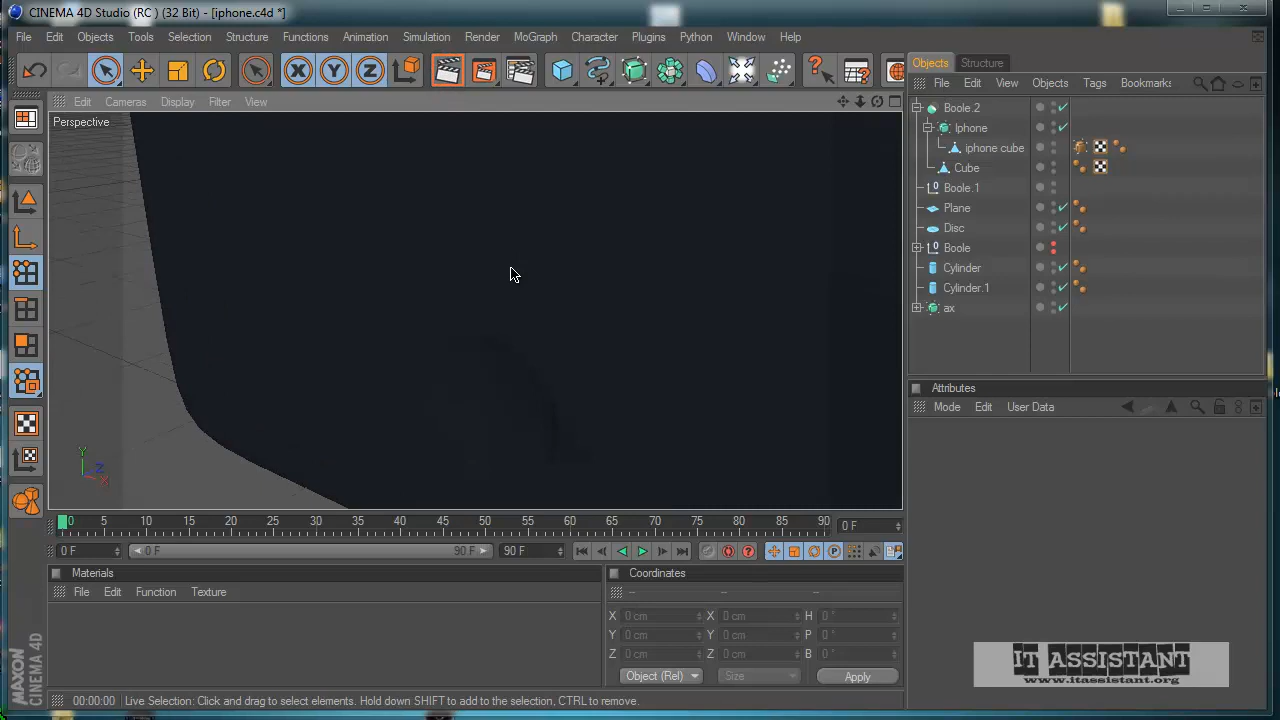 CINEMA 4D Studio (RC ) (32 Bit) - [iphone.c4d *]
File Edit Objects Tools Selection Structure Functions Animation Simulation Render MoGraph Character Plugins Python Window Help
X Y Z
Objects Structure
File Edit View Objects Tags Bookmarks
Edit Cameras Display Filter View
Perspective
Boole.2
Iphone
iphone cube
Cube
Boole.1
Plane
Disc
Boole
Cylinder
Cylinder.1
ax
Attributes
Mode Edit User Data
Y Z X
0 5 10 15 20 25 30 35 40 45 50 55 60 65 70 75 80 85 90 0 F
0 F 0 F 90 F 90 F
Materials
File Edit Function Texture
Coordinates
-- -- --
X 0 cm X 0 cm H 0 °
Y 0 cm Y 0 cm P 0 °
Z 0 cm Z 0 cm B 0 °
Object (Rel) Size Apply
MAXON
CINEMA 4D
IT ASSISTANT
www.itassistant.org
00:00:00 Live Selection: Click and drag to select elements. Hold down SHIFT to add to the selection, CTRL to remove.